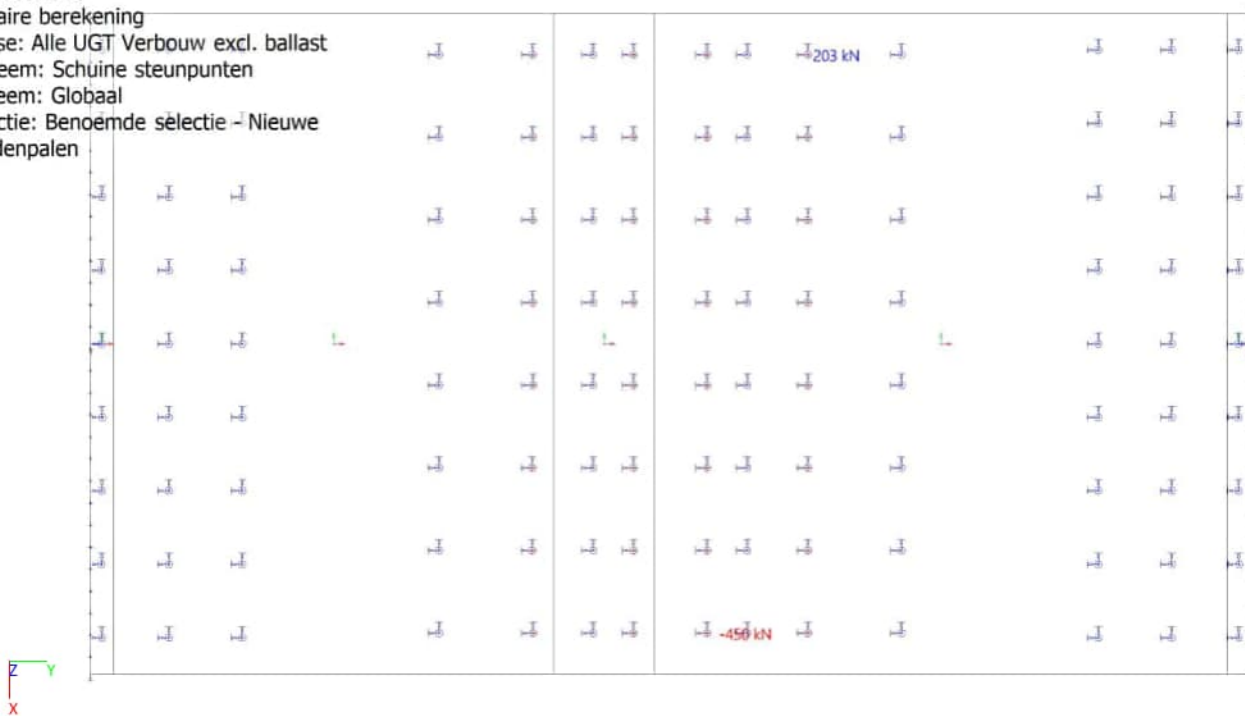 aire berekening
se: Alle UGT Verbouw excl. ballast
eem: Schuine steunpunten
eem: Globaal
ctie: Benoemde selectie - Nieuwe
denpalen
203 kN
-450 kN
Z Y
X